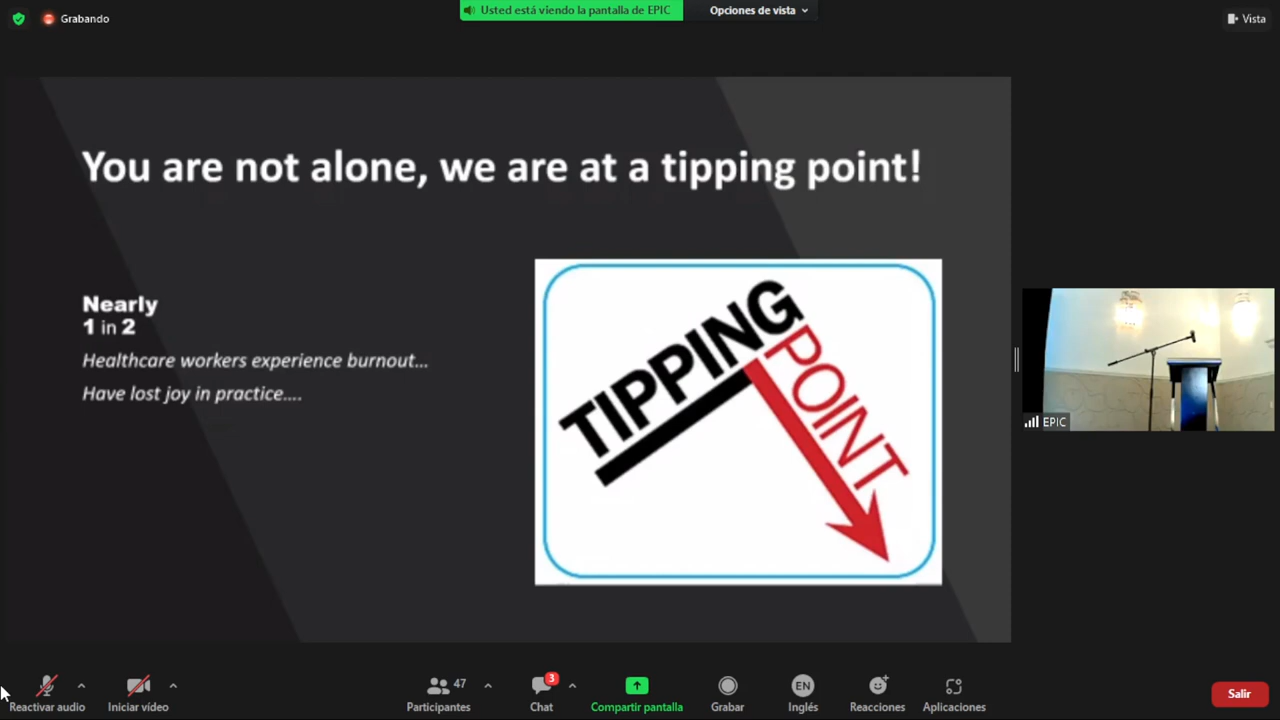 Grabando
Usted está viendo la pantalla de EPIC
Opciones de vista
Vista
You are not alone, we are at a tipping point!
Nearly
1 in 2
Healthcare workers experience burnout...
Have lost joy in practice....
TIPPING
POINT
EPIC
Reactivar audio
Iniciar vídeo
47
Participantes
3
Chat
Compartir pantalla
Grabar
EN
Inglés
Reacciones
Aplicaciones
Salir